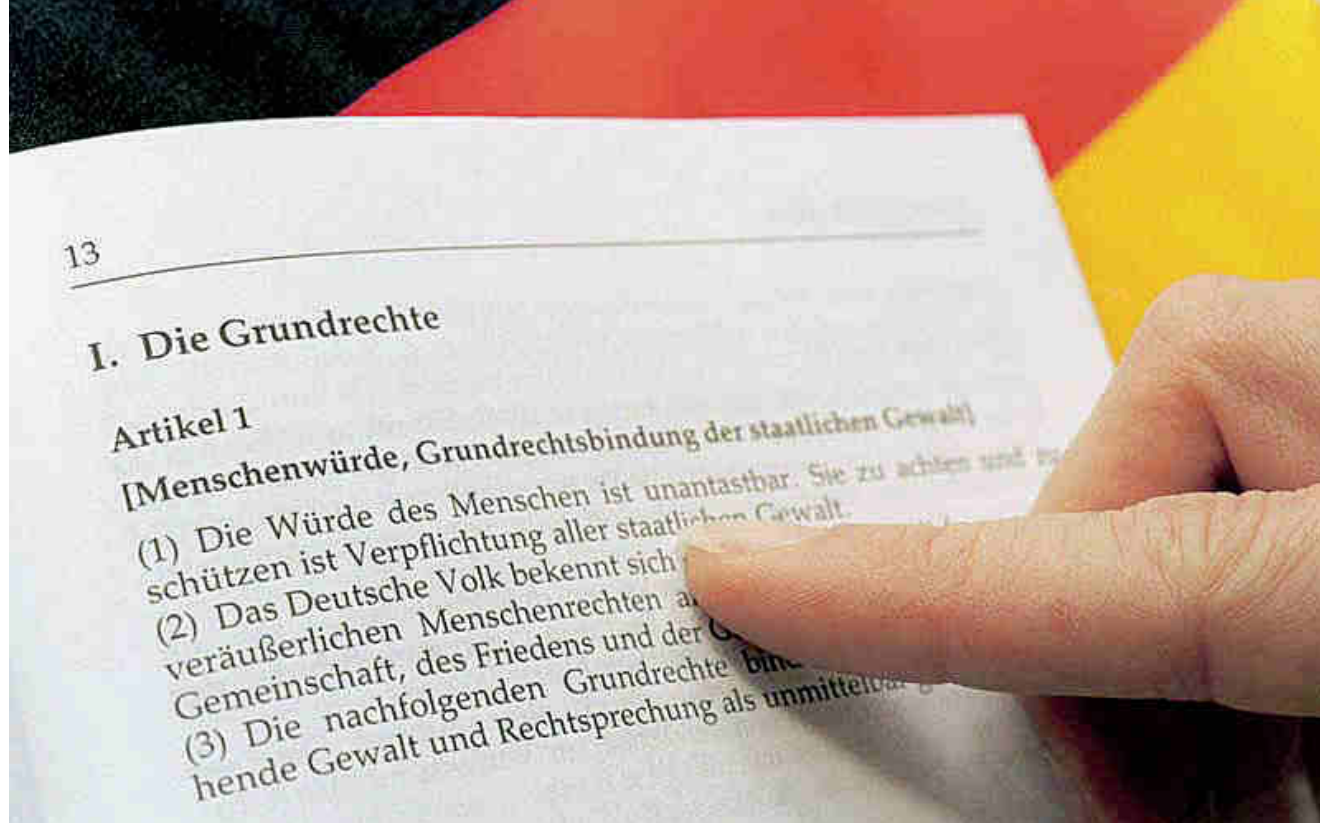 13
I. Die Grundrechte
Artikel 1
[Menschenwürde, Grundrechtsbindung der staatlichen Gewalt]
(1) Die Würde des Menschen ist unantastbar. Sie zu achten und zu
schützen ist Verpflichtung aller staatlichen Gewalt.
(2) Das Deutsche Volk bekennt sich
veräußerlichen Menschenrechten
Gemeinschaft, des Friedens und der
(3) Die nachfolgenden Grundrechte
hende Gewalt und Rechtsprechung als unmittelbar